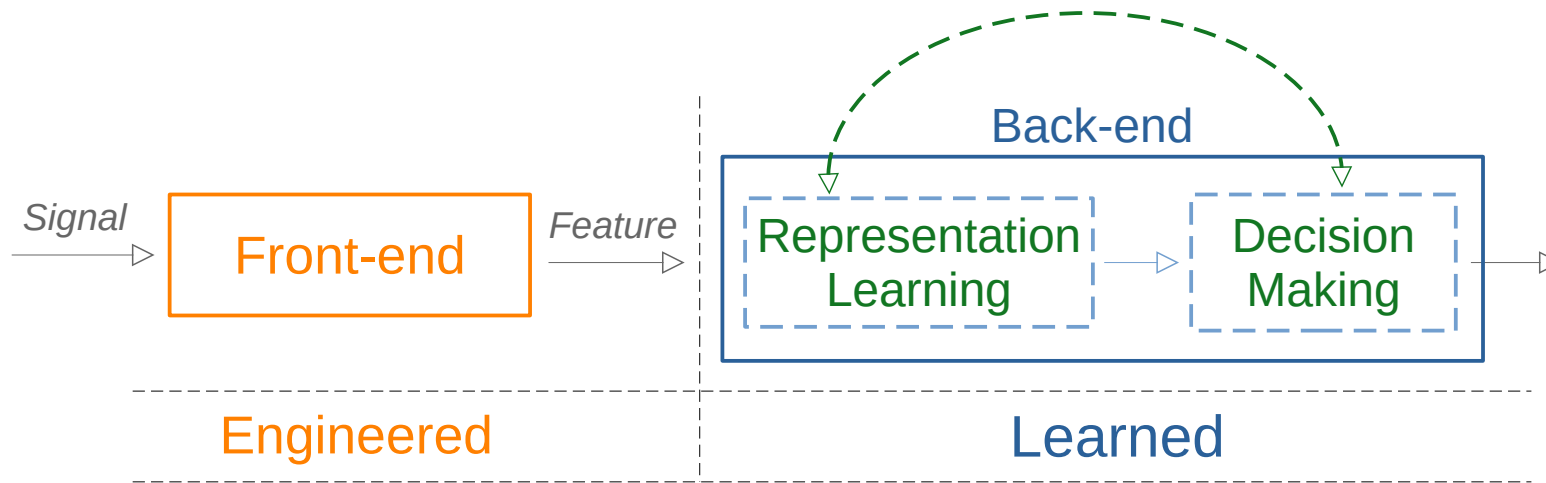 Back-end
Signal
Front-end
Feature
Representation
Learning
Decision
Making
Engineered
Learned